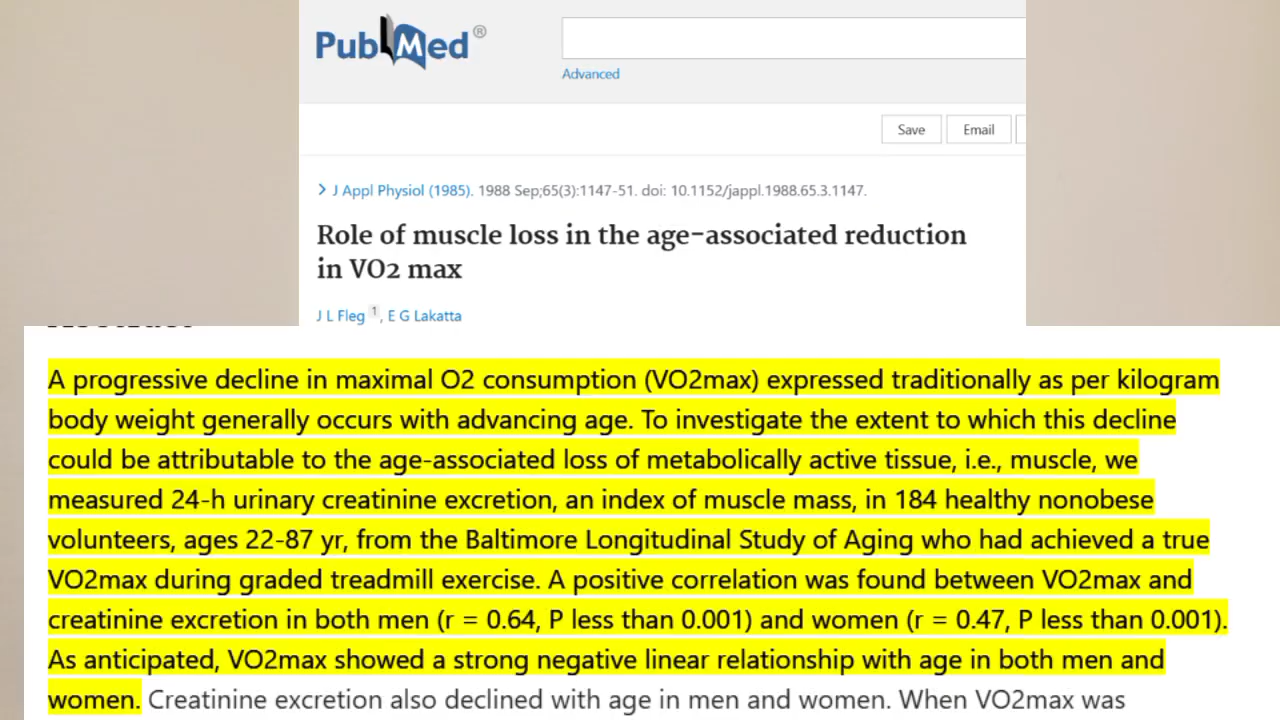 PubMed®
Advanced
Save Email
J Appl Physiol (1985). 1988 Sep;65(3):1147-51. doi: 10.1152/jappl.1988.65.3.1147.
Role of muscle loss in the age-associated reduction
in VO2 max
J L Fleg 1, E G Lakatta
A progressive decline in maximal O2 consumption (VO2max) expressed traditionally as per kilogram
body weight generally occurs with advancing age. To investigate the extent to which this decline
could be attributable to the age-associated loss of metabolically active tissue, i.e., muscle, we
measured 24-h urinary creatinine excretion, an index of muscle mass, in 184 healthy nonobese
volunteers, ages 22-87 yr, from the Baltimore Longitudinal Study of Aging who had achieved a true
VO2max during graded treadmill exercise. A positive correlation was found between VO2max and
creatinine excretion in both men (r = 0.64, P less than 0.001) and women (r = 0.47, P less than 0.001).
As anticipated, VO2max showed a strong negative linear relationship with age in both men and
women. Creatinine excretion also declined with age in men and women. When VO2max was